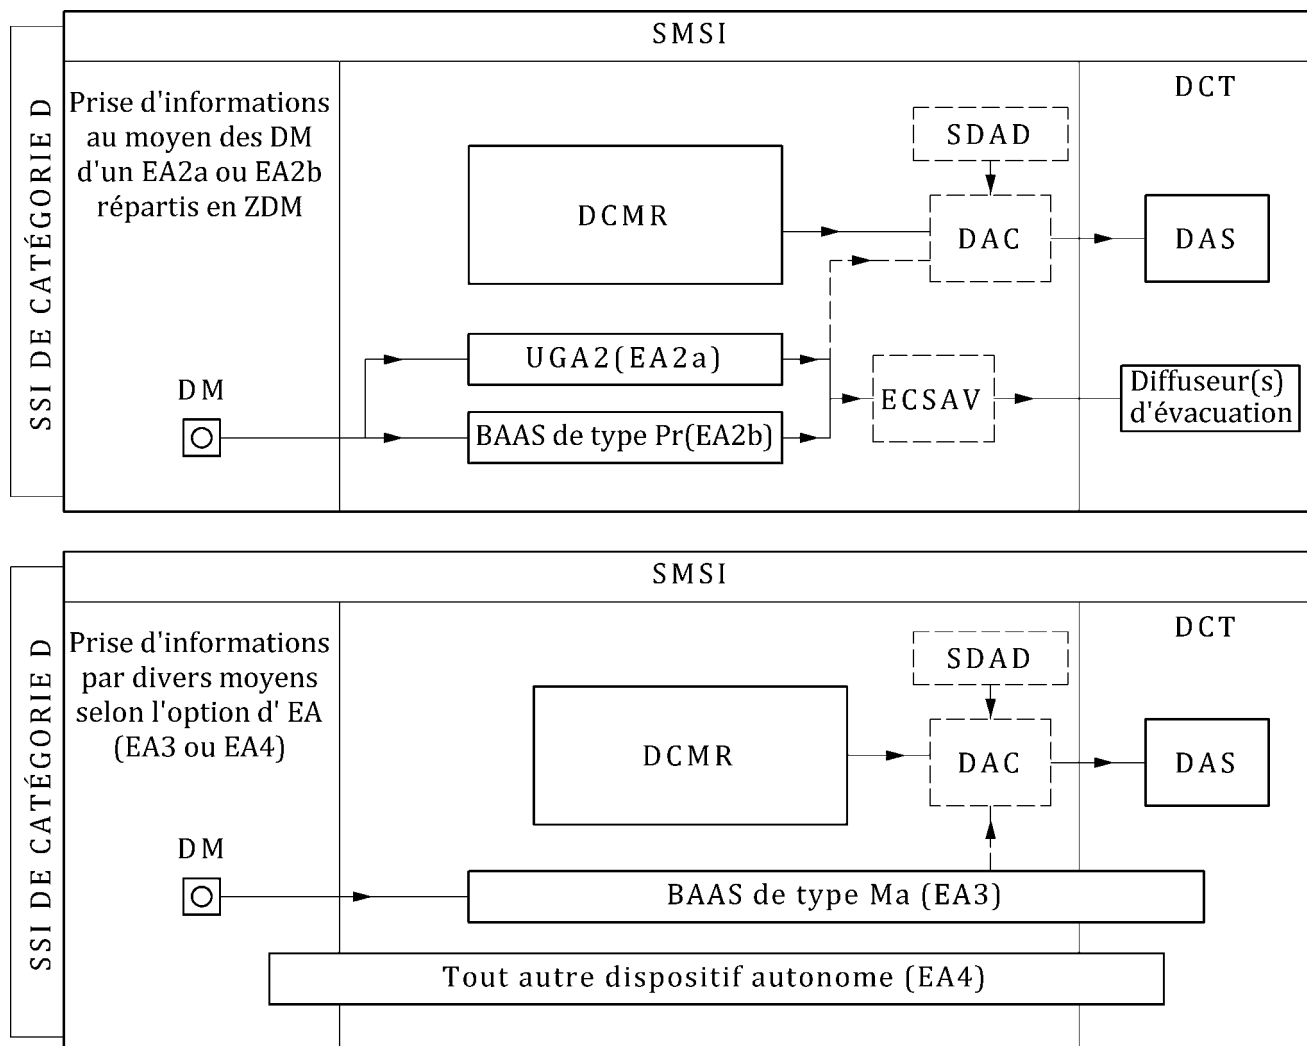 SSI DE CATÉGORIE D
SMSI
Prise d'informations
au moyen des DM
d'un EA2a ou EA2b
répartis en ZDM
DM
DCMR
UGA2(EA2a)
BAAS de type Pr(EA2b)
SDAD
DAC
ECSAV
DCT
DAS
Diffuseur(s)
d'évacuation
SSI DE CATÉGORIE D
SMSI
Prise d'informations
par divers moyens
selon l'option d' EA
(EA3 ou EA4)
DM
DCMR
SDAD
DAC
DCT
DAS
BAAS de type Ma (EA3)
Tout autre dispositif autonome (EA4)